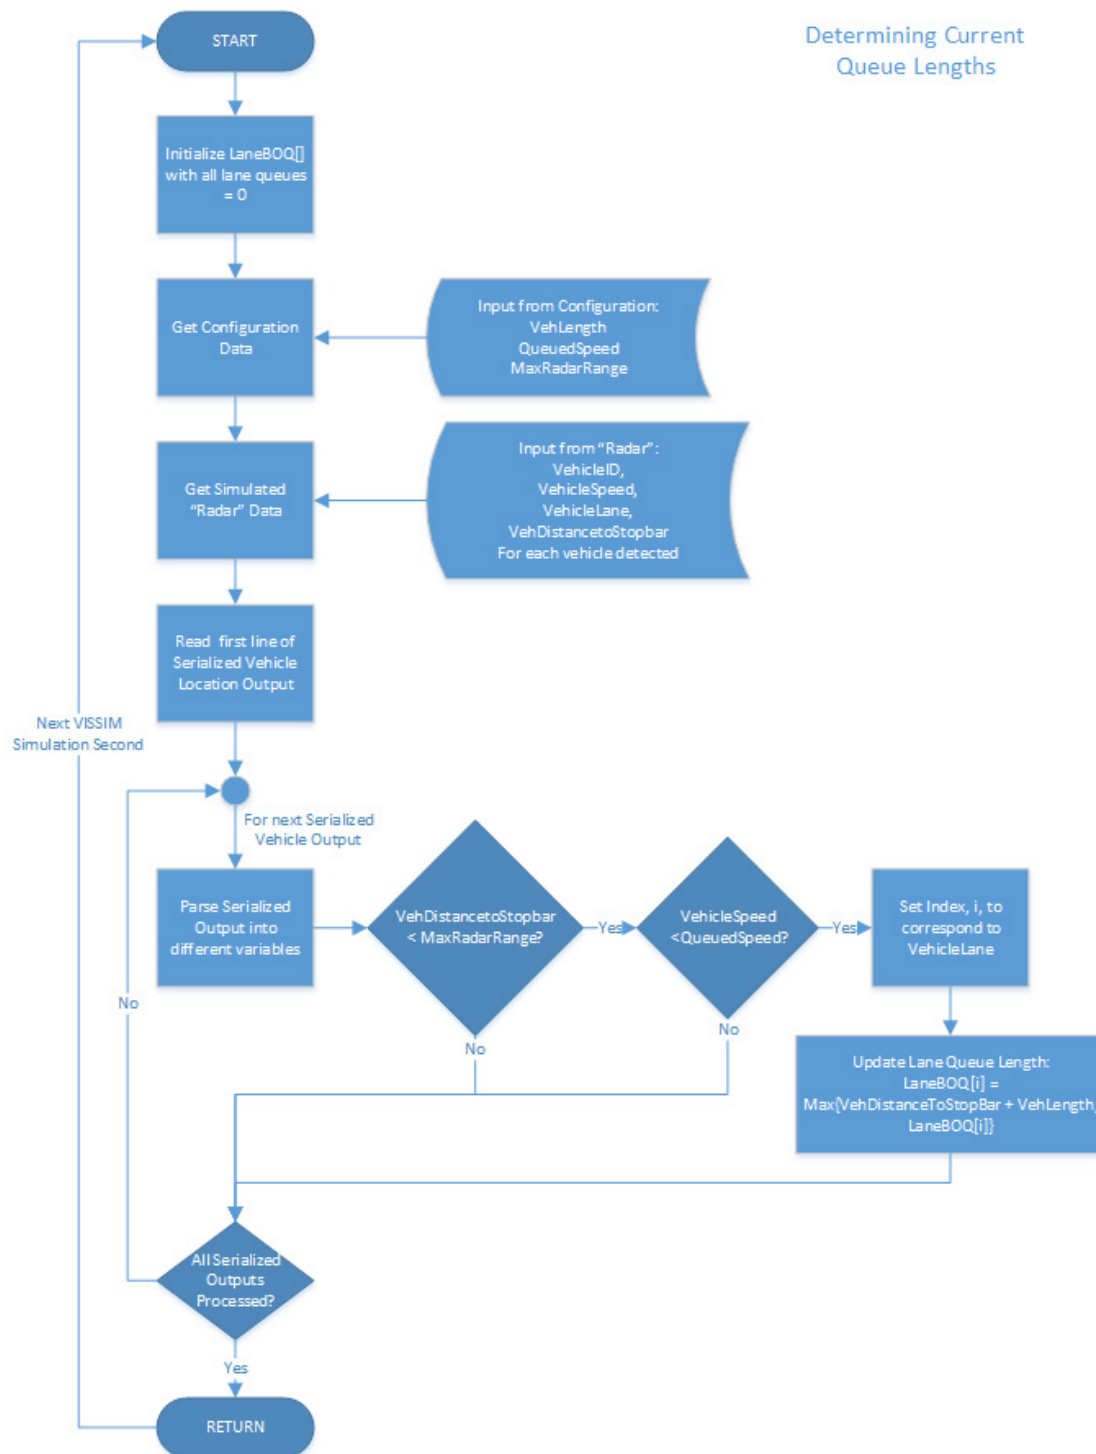 Determining Current
Queue Lengths
START
Initialize LaneBOQ[]
with all lane queues
= 0
Get Configuration
Data
Input from Configuration:
VehLength
QueuedSpeed
MaxRadarRange
Get Simulated
“Radar” Data
Input from “Radar”:
VehicleID,
VehicleSpeed,
VehicleLane,
VehDistancetoStopbar
For each vehicle detected
Read first line of
Serialized Vehicle
Location Output
Next VISSIM
Simulation Second
For next Serialized
Vehicle Output
Parse Serialized
Output into
different variables
VehDistancetoStopbar
< MaxRadarRange?
Yes
VehicleSpeed
<QueuedSpeed?
Yes
Set Index, i, to
correspond to
VehicleLane
No
No
No
Update Lane Queue Length:
LaneBOQ[i] =
Max{VehDistanceToStopBar + VehLength,
LaneBOQ[i]}
All Serialized
Outputs
Processed?
Yes
RETURN